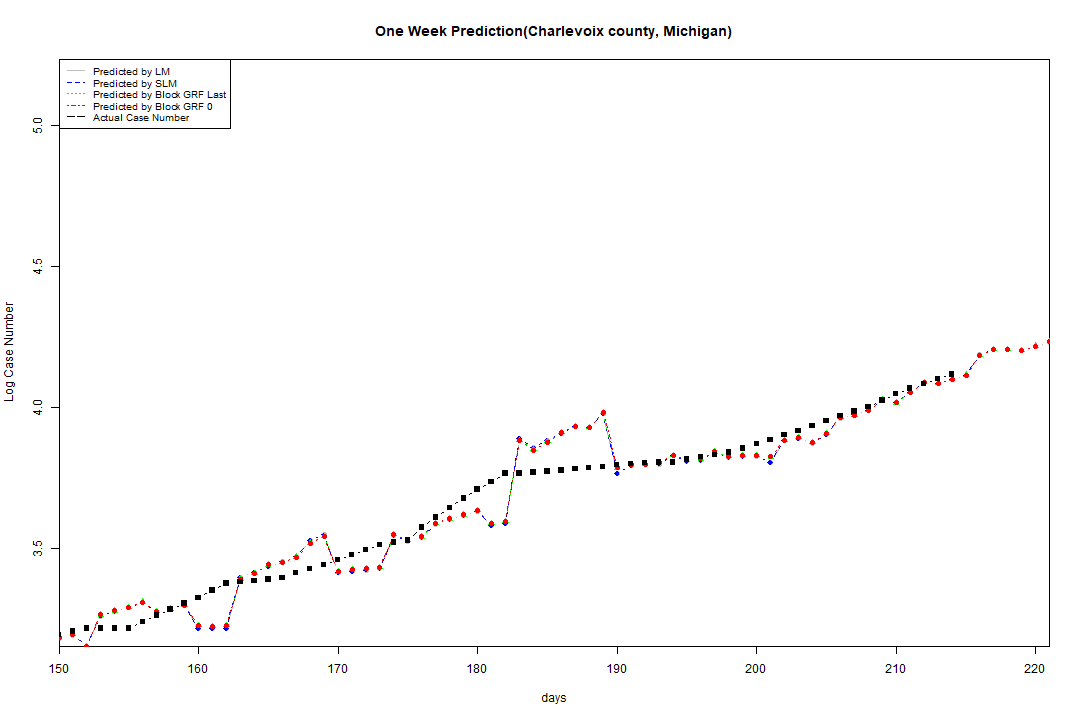 One Week Prediction(Charlevoix county, Michigan)
Predicted by LM
Predicted by SLM
Predicted by Block GRF Last
Predicted by Block GRF 0
Actual Case Number
5.0
4.5
4.0
3.5
Log Case Number
150 160 170 180 190 200 210 220
days